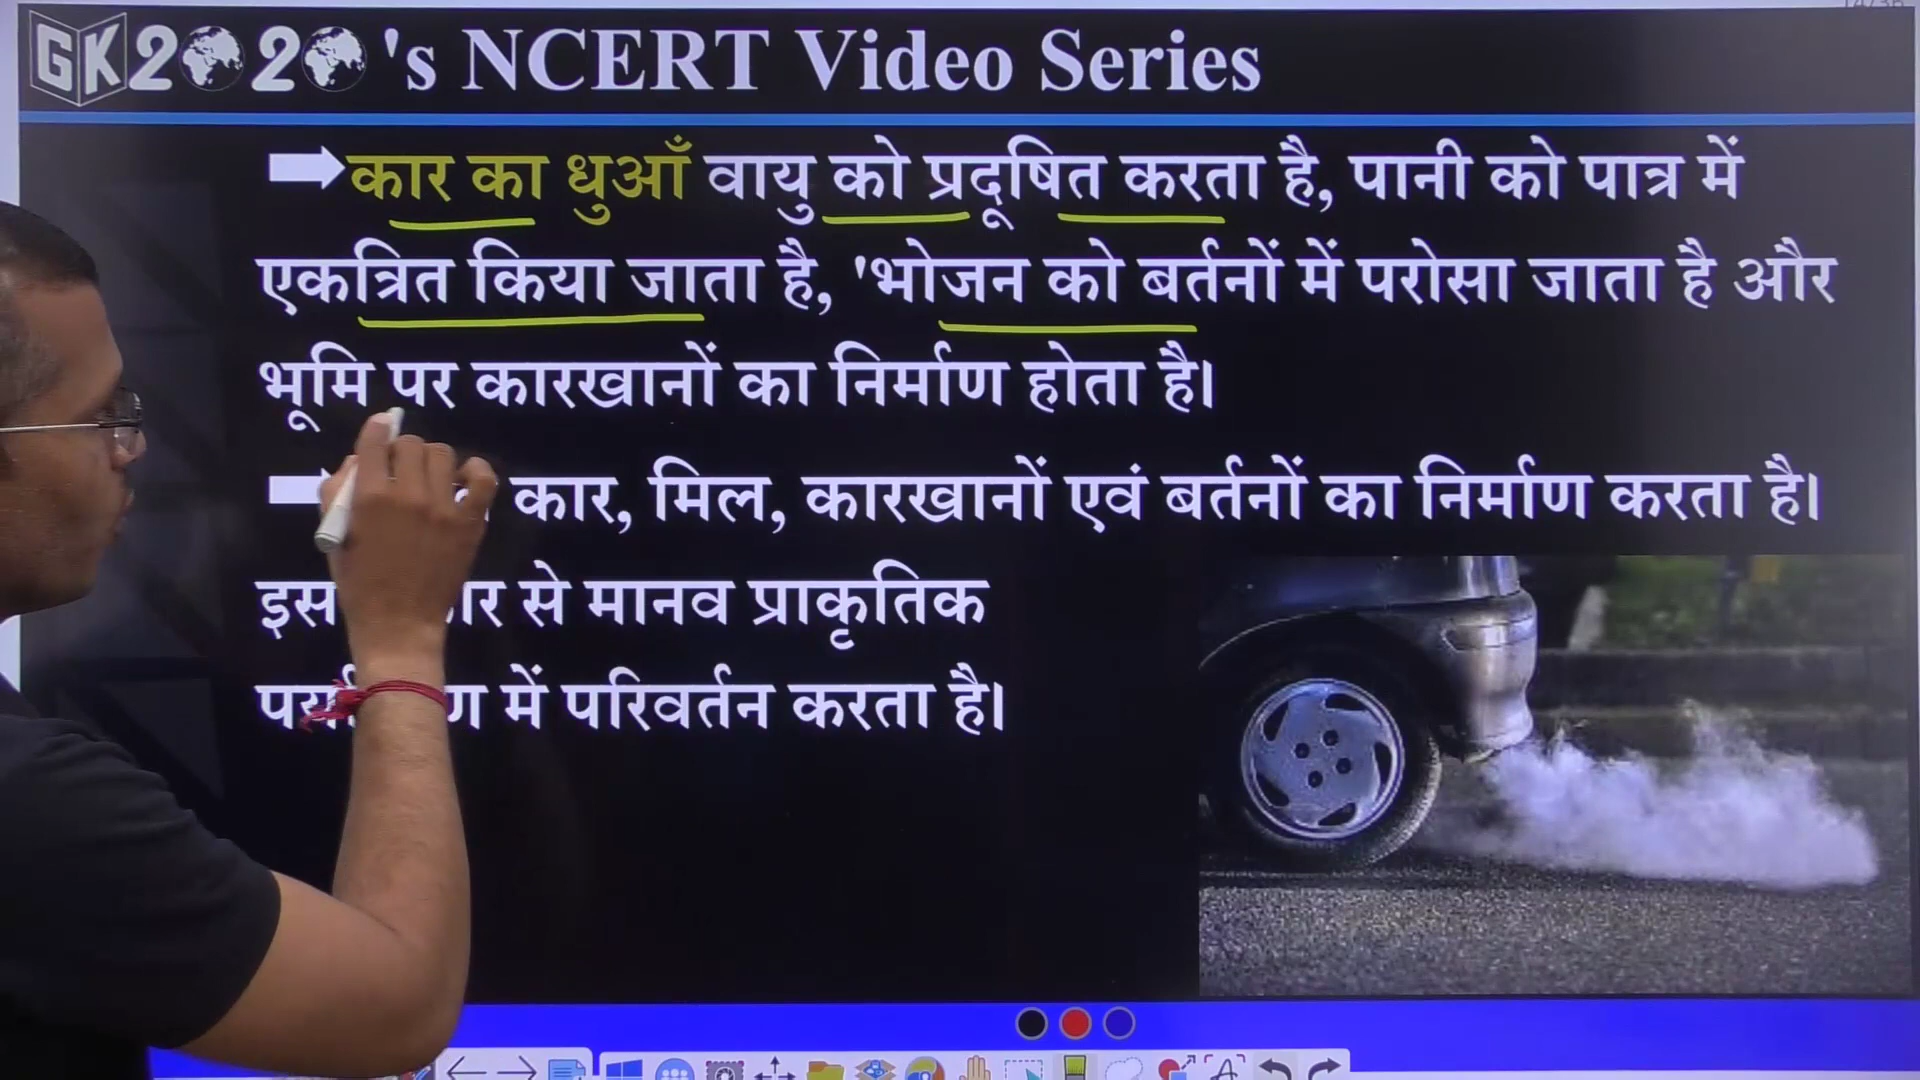 GK2020's NCERT Video Series
कार का धुआँ वायु को प्रदूषित करता है, पानी को पात्र में
एकत्रित किया जाता है, 'भोजन को बर्तनों में परोसा जाता है और
भूमि पर कारखानों का निर्माण होता है।
कार, मिल, कारखानों एवं बर्तनों का निर्माण करता है।
इस से मानव प्राकृतिक
में परिवर्तन करता है।